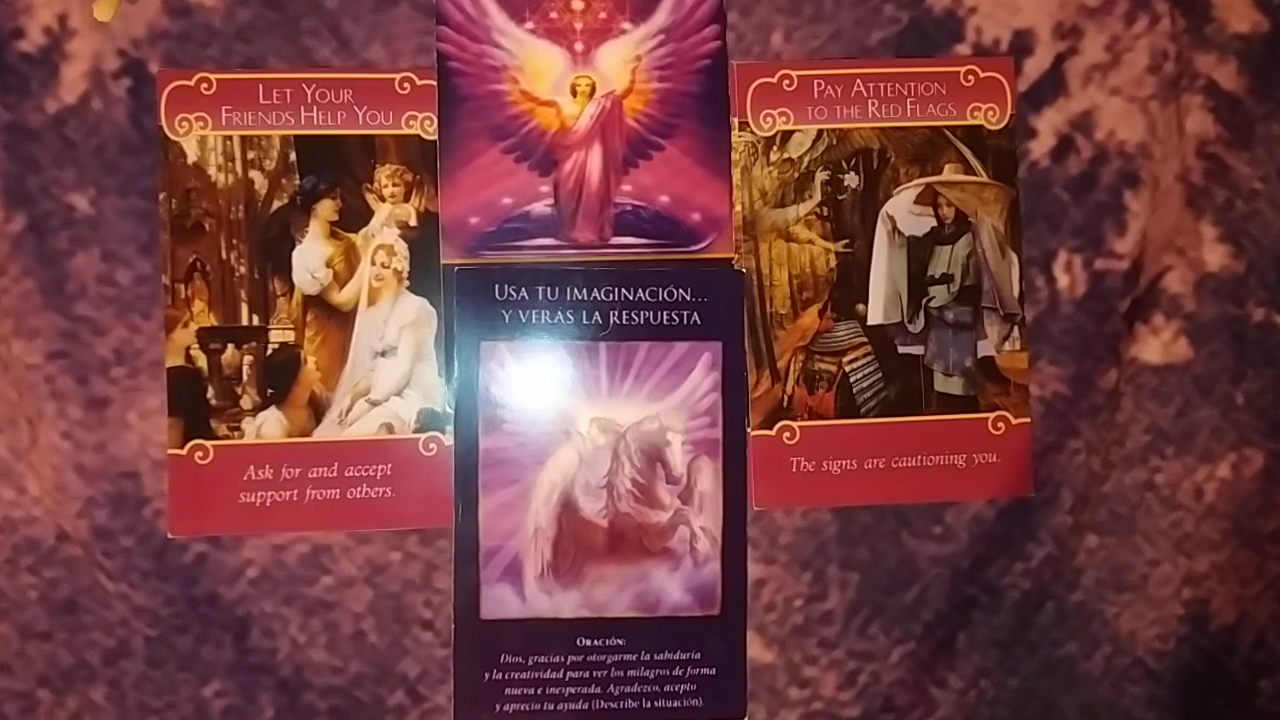 LET YOUR
FRIENDS HELP YOU
Ask for and accept
support from others.
USA TU IMAGINACIÓN...
Y VERÁS LA RESPUESTA
ORACIÓN:
Dios, gracias por otorgarme la sabiduría
y la creatividad para ver los milagros de forma
nueva e inesperada. Agradezco, acepto
y aprecio tu ayuda (Describe la situación).
PAY ATTENTION
TO THE RED FLAGS
The signs are cautioning you.